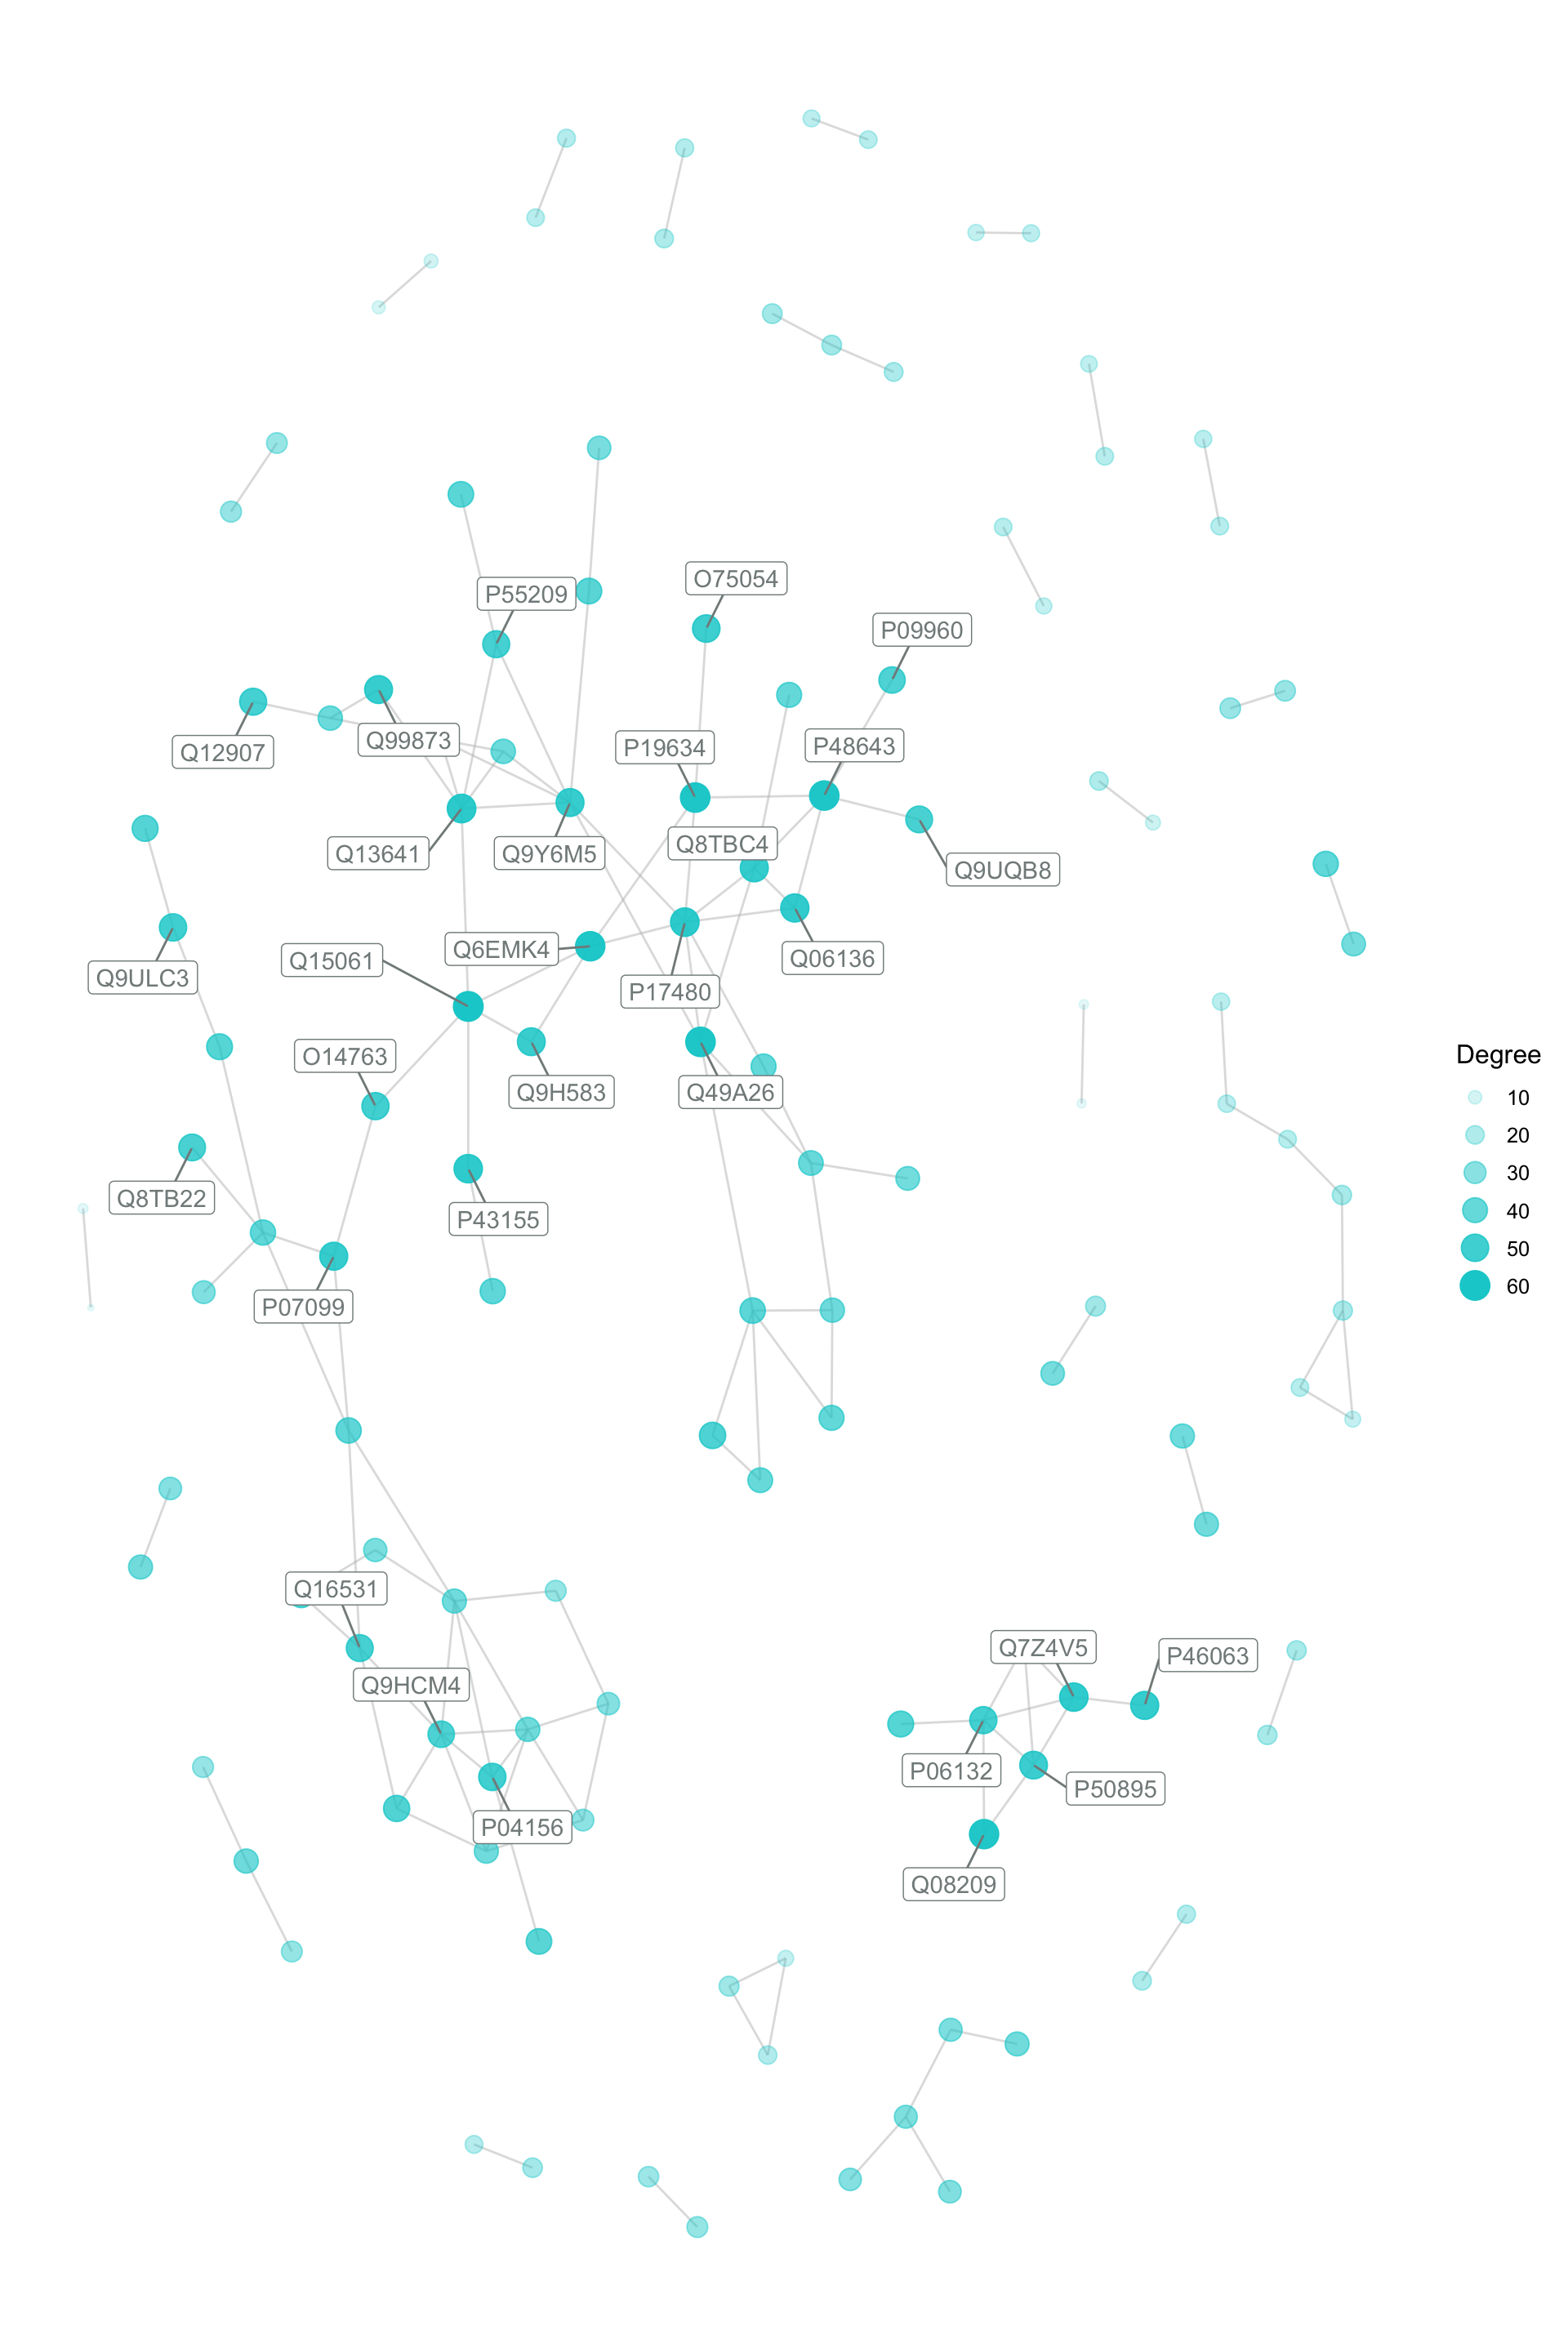 P55209
O75054
P09960
Q99873
Q12907
P19634
P48643
Q8TBC4
Q13641
Q9Y6M5
Q9UQB8
Q6EMK4
Q15061
Q06136
Q9ULC3
P17480
O14763
Q9H583
Q49A26
Q8TB22
P43155
P07099
Degree
10
20
30
40
50
60
Q16531
Q9HCM4
Q7Z4V5
P46063
P06132
P50895
P04156
Q08209